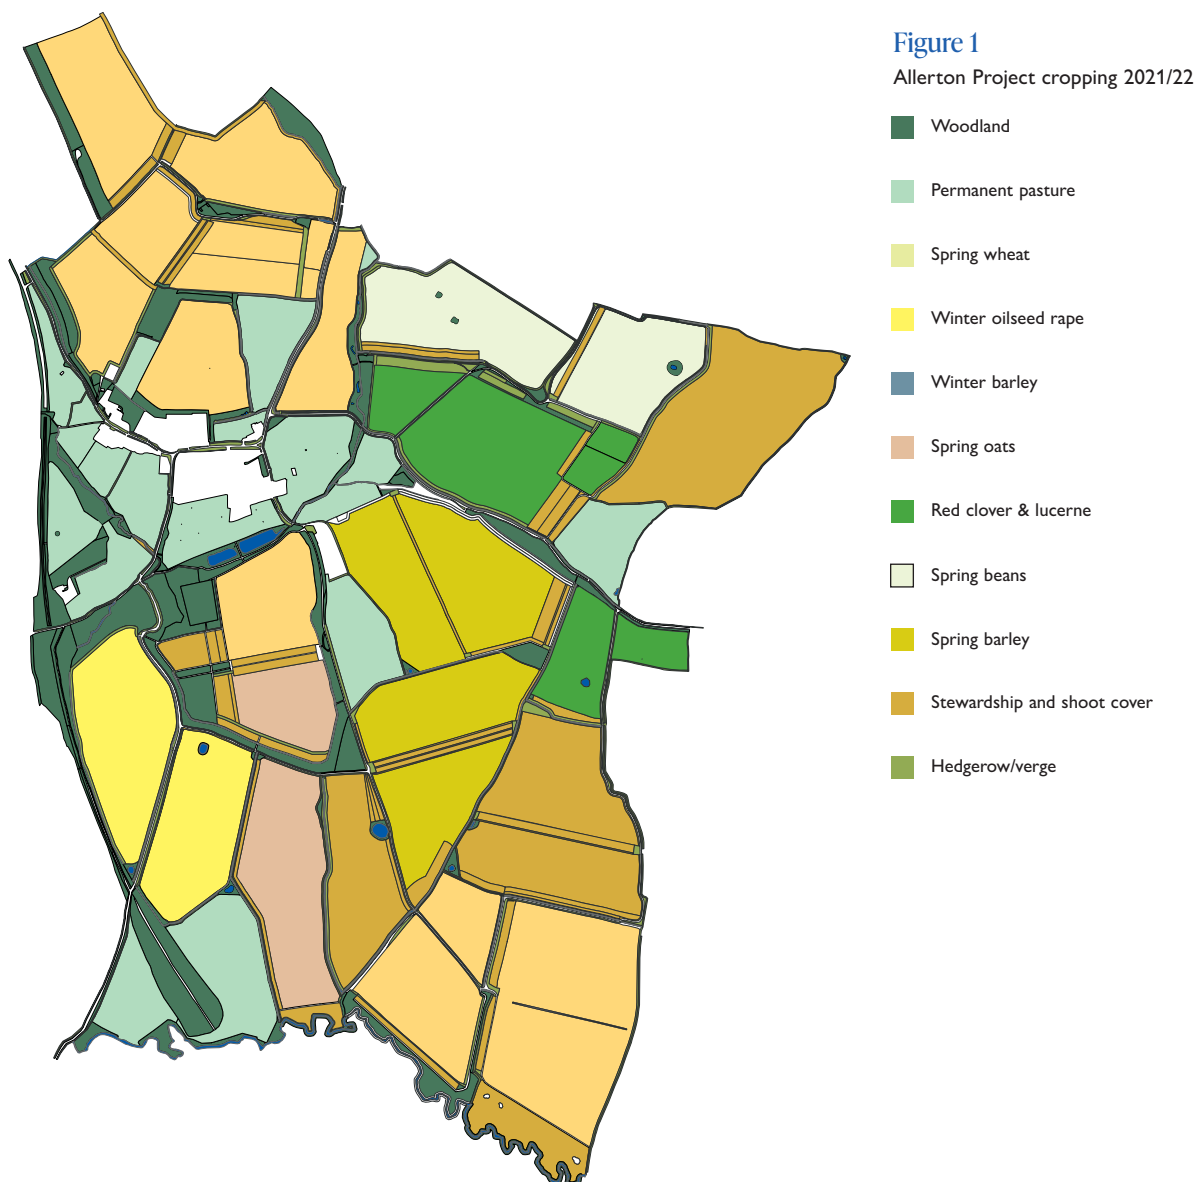 Figure 1
Allerton Project cropping 2021/22
Woodland
Permanent pasture
Spring wheat
Winter oilseed rape
Winter barley
Spring oats
Red clover & lucerne
Spring beans
Spring barley
Stewardship and shoot cover
Hedgerow/verge